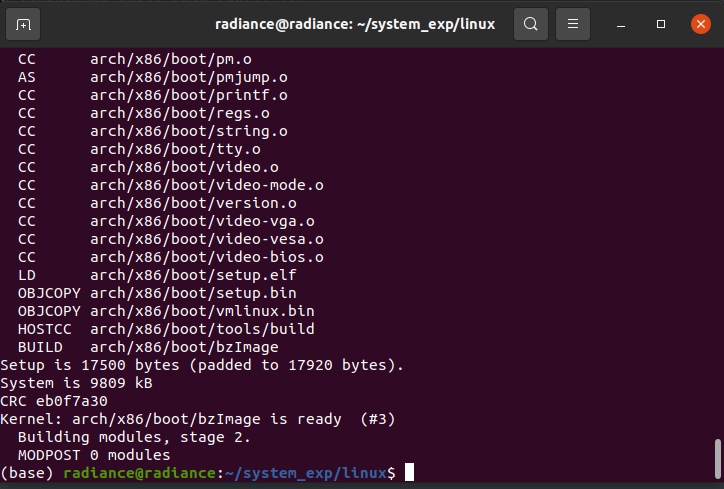 radiance@radiance: ~/system_exp/linux
CC arch/x86/boot/pm.o
AS arch/x86/boot/pmjump.o
CC arch/x86/boot/printf.o
CC arch/x86/boot/regs.o
CC arch/x86/boot/string.o
CC arch/x86/boot/tty.o
CC arch/x86/boot/video.o
CC arch/x86/boot/video-mode.o
CC arch/x86/boot/version.o
CC arch/x86/boot/video-vga.o
CC arch/x86/boot/video-vesa.o
CC arch/x86/boot/video-bios.o
LD arch/x86/boot/setup.elf
OBJCOPY arch/x86/boot/setup.bin
OBJCOPY arch/x86/boot/vmlinux.bin
HOSTCC arch/x86/boot/tools/build
BUILD arch/x86/boot/bzImage
Setup is 17500 bytes (padded to 17920 bytes).
System is 9809 kB
CRC eb0f7a30
Kernel: arch/x86/boot/bzImage is ready (#3)
Building modules, stage 2.
MODPOST 0 modules
(base) radiance@radiance:~/system_exp/linux$